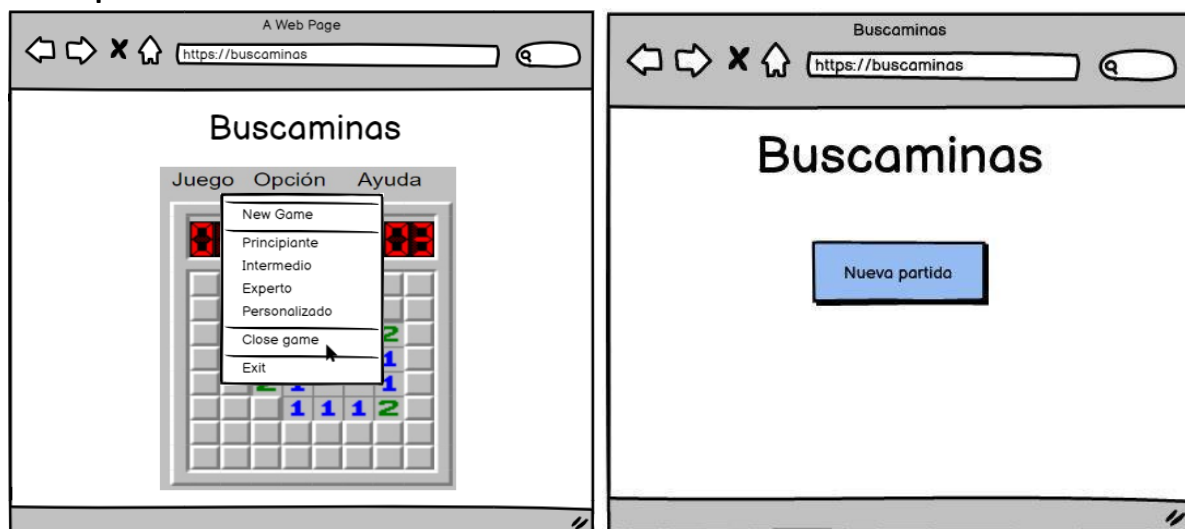 A Web Page
https://buscaminas
Buscaminas
Juego Opción Ayuda
New Game
Principiante
Intermedio
Experto
Personalizado
Close game
Exit
2
1
2 1 1
1 1 1 2
Buscaminas
https://buscaminas
Buscaminas
Nueva partida